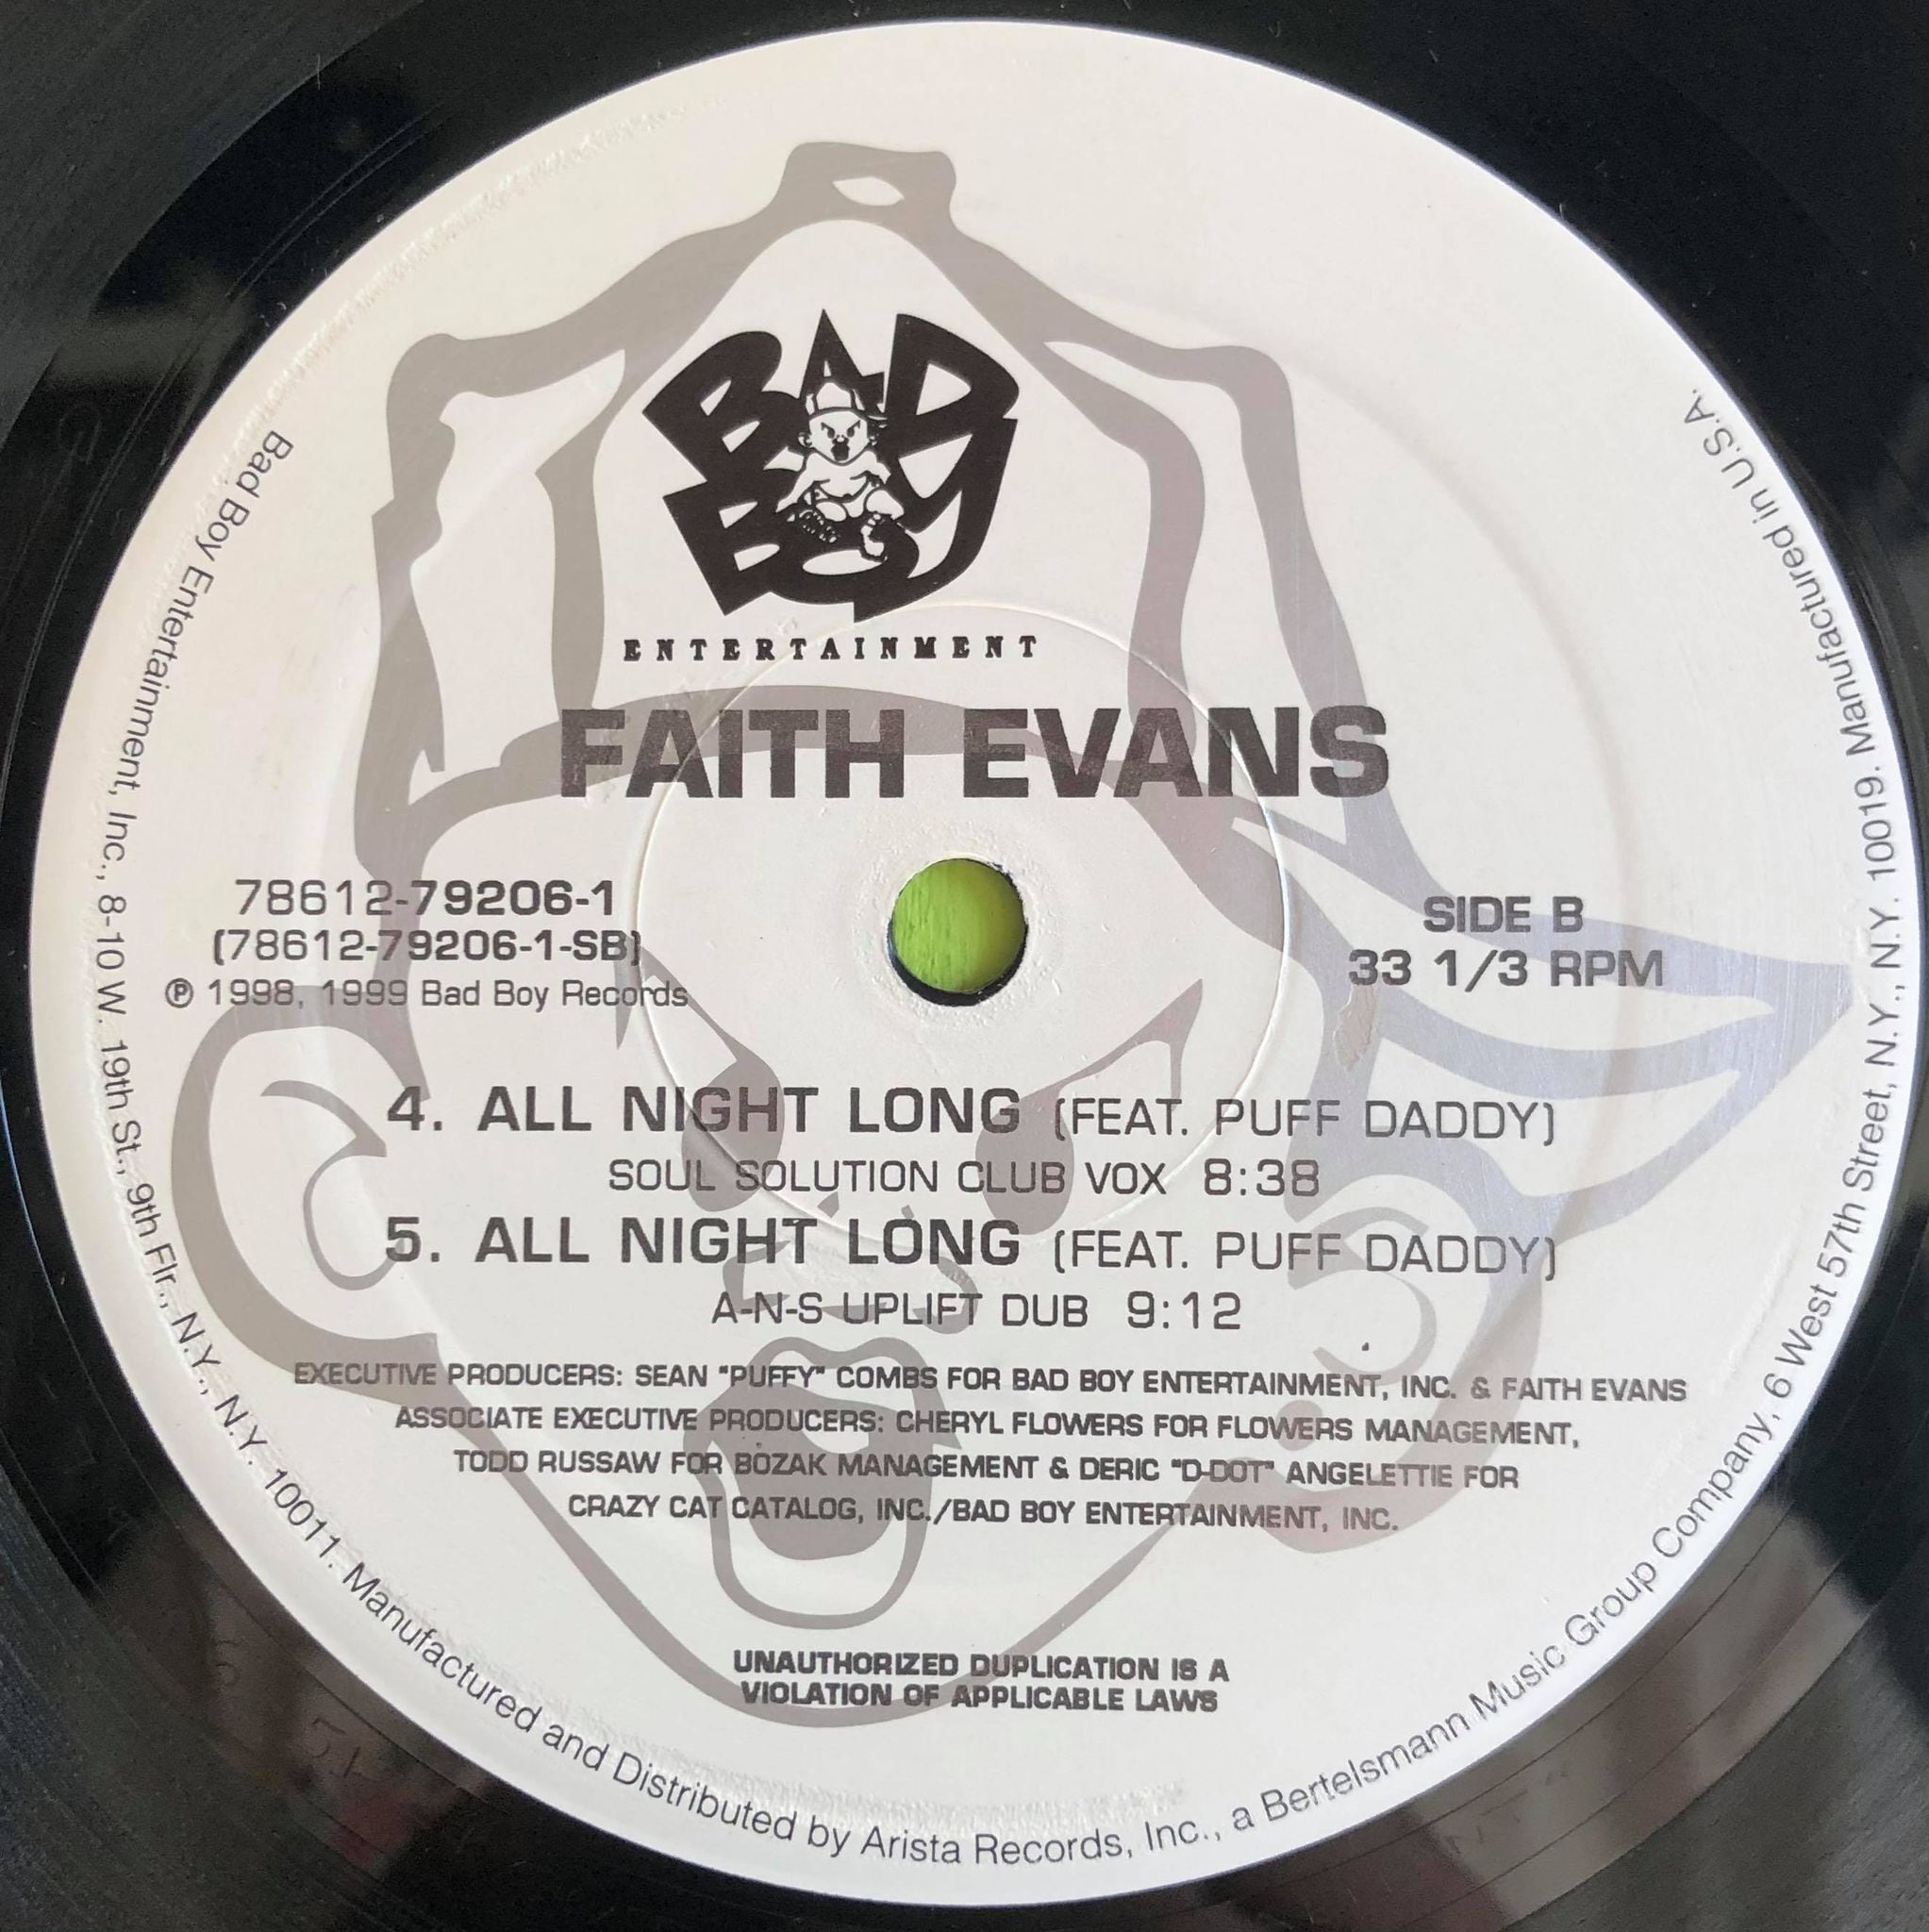 BAD BOY
ENTERTAINMENT
FAITH EVANS
78612-79206-1
(78612-79206-1-SB)
℗ 1998, 1999 Bad Boy Records
SIDE B
33 1/3 RPM
4. ALL NIGHT LONG (FEAT. PUFF DADDY)
SOUL SOLUTION CLUB VOX 8:38
5. ALL NIGHT LONG (FEAT. PUFF DADDY)
A-N-S UPLIFT DUB 9:12
EXECUTIVE PRODUCERS: SEAN "PUFFY" COMBS FOR BAD BOY ENTERTAINMENT, INC. & FAITH EVANS
ASSOCIATE EXECUTIVE PRODUCERS: CHERYL FLOWERS FOR FLOWERS MANAGEMENT,
TODD RUSSAW FOR BOZAK MANAGEMENT & DERIC "D-DOT" ANGELETTIE FOR
CRAZY CAT CATALOG, INC./BAD BOY ENTERTAINMENT, INC.
UNAUTHORIZED DUPLICATION IS A
VIOLATION OF APPLICABLE LAWS
Bad Boy Entertainment, Inc., 8-10 W. 19th St., 9th Flr., N.Y., N.Y. 10011. Manufactured and Distributed by Arista Records, Inc., a Bertelsmann Music Group Company, 6 West 57th Street, N.Y., N.Y. 10019. Manufactured in U.S.A.